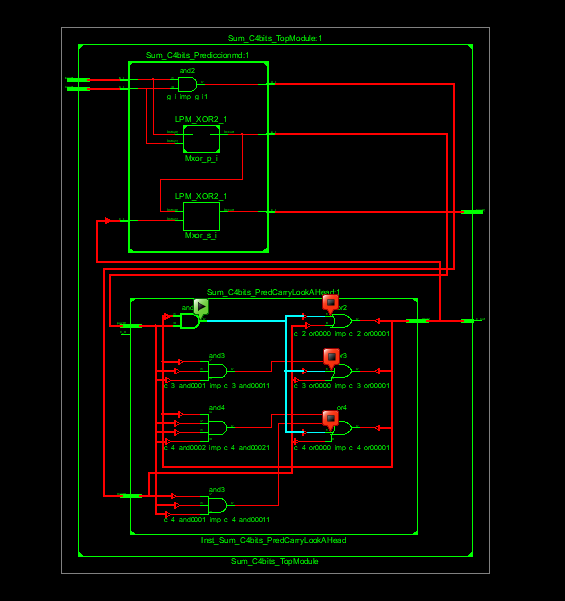 Sum_C4bits_TopModule:1
Sum_C4bits_Prediccionmd:1
and2
g_i_imp_g_i1
LPM_XOR2_1
Mxor_p_i
LPM_XOR2_1
Mxor_s_i
Sum_C4bits_PredCarryLookAHead:1
or2
c_2_or0000_imp_c_2_or00001
and3
or3
c_3_and0001_imp_c_3_and00011
c_3_or0000_imp_c_3_or00001
and4
or4
c_4_and0002_imp_c_4_and00021
c_4_or0000_imp_c_4_or00001
and3
c_4_and0001_imp_c_4_and00011
Inst_Sum_C4bits_PredCarryLookAHead
Sum_C4bits_TopModule